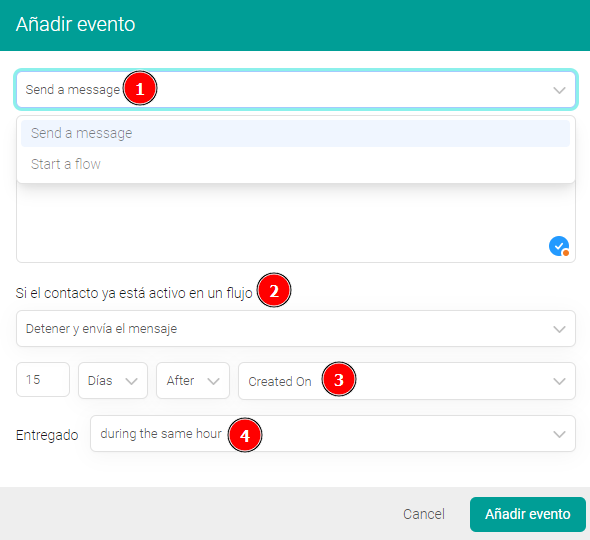 Añadir evento
Send a message 1
Send a message
Start a flow
Si el contacto ya está activo en un flujo 2
Detener y envía el mensaje
15 Días After Created On 3
Entregado during the same hour 4
Cancel Añadir evento